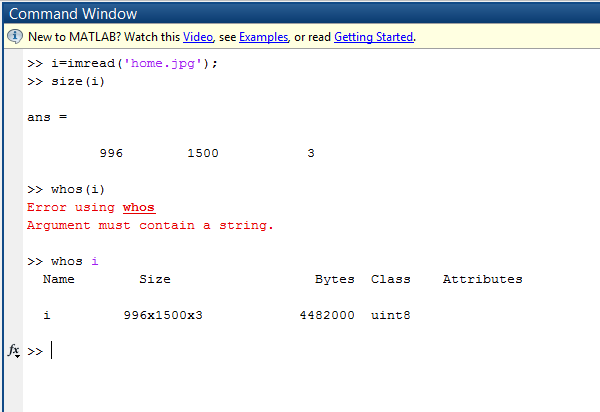 Command Window
New to MATLAB? Watch this Video, see Examples, or read Getting Started.
>> i=imread('home.jpg');
>> size(i)
ans =
996 1500 3
>> whos(i)
Error using whos
Argument must contain a string.
>> whos i
Name Size Bytes Class Attributes
i 996x1500x3 4482000 uint8
fx >>